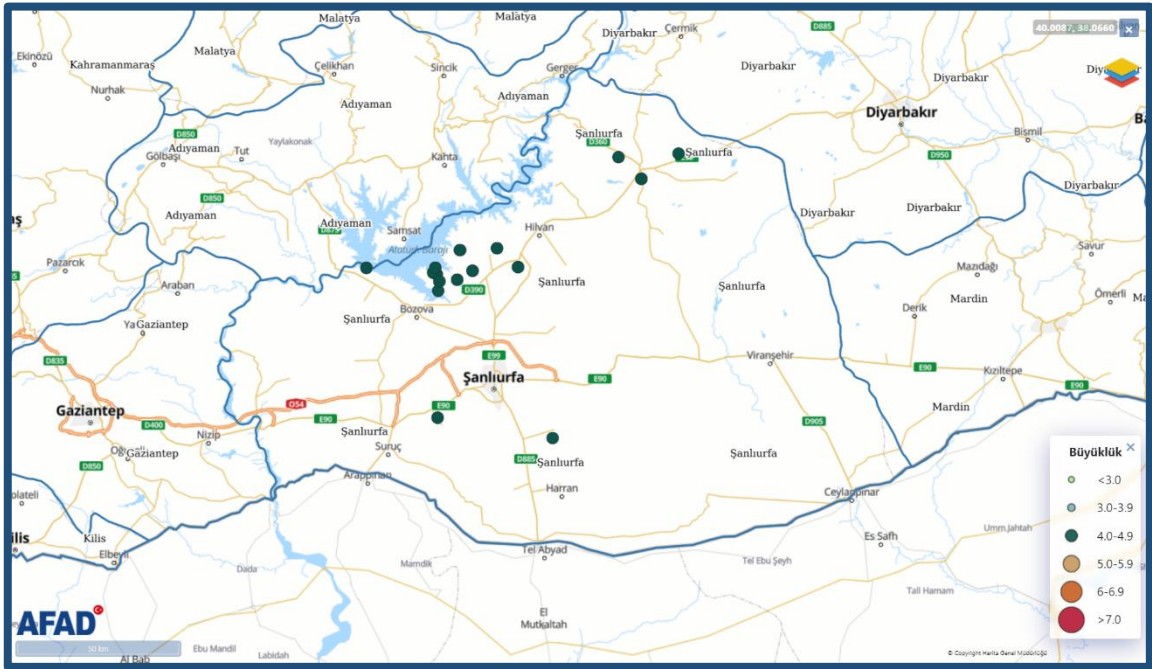 Malatya
Malatya
Diyarbakır
Çermik
D885
40.0087, 38.0660
Ekinözü
Malatya
Kahramanmaraş
Çelikhan
Sincik
Gerger
Diyarbakır
Diyarbakır
Nurhak
Adıyaman
Adıyaman
Diyarbakır
Bismil
D850
Adıyaman
Gölbaşı
Tut
Yaylakonak
Kahta
Şanlıurfa
D360
Şanlıurfa
D950
Diyarbakır
D850
Adıyaman
Adıyaman
Samsat
Atatürk Barajı
Hilvan
Diyarbakır
Diyarbakır
Savur
Pazarcık
Araban
Mazıdağı
Mardin
Ömerli
Şanlıurfa
Şanlıurfa
D390
Bozova
Şanlıurfa
Derik
Gaziantep
D835
E99
Viranşehir
E90
Kızıltepe
Şanlıurfa
E90
E90
Gaziantep
O54
E90
E90
Mardin
D400
Nizip
Şanlıurfa
D905
Gaziantep
Suruç
D850
D885
Şanlıurfa
Şanlıurfa
Arappınarı
Harran
Ceylanpınar
Büyüklük
<3.0
3.0-3.9
4.0-4.9
5.0-5.9
6-6.9
>7.0
Kilis
Elbeyli
Tel Abyad
Es Safh
Umm Jahtah
Dada
Mamdik
Tel Ebu Şeyh
Tall Hamam
El
Mutkaltah
AFAD
50 km
Al Bab
Ebu Mandil
Labidah
© Copyright Harita Genel Müdürlüğü